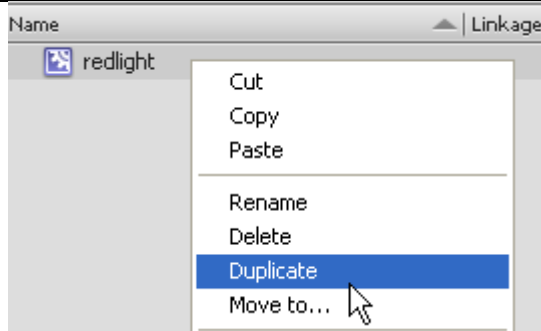 Name Linkage
redlight
Cut
Copy
Paste
Rename
Delete
Duplicate
Move to...